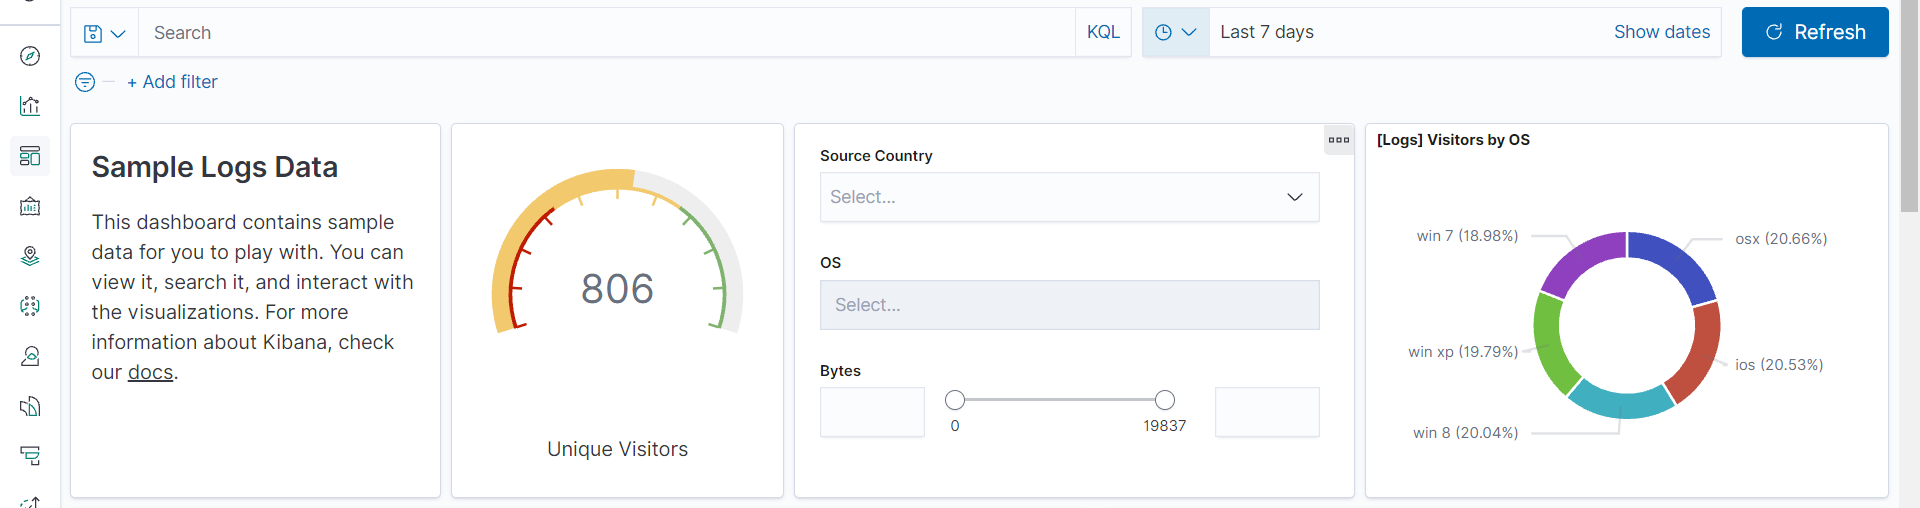 Search
KQL
Last 7 days
Show dates
Refresh
+ Add filter
Sample Logs Data
This dashboard contains sample
data for you to play with. You can
view it, search it, and interact with
the visualizations. For more
information about Kibana, check
our docs.
806
Unique Visitors
Source Country
Select...
OS
Select...
Bytes
0
19837
[Logs] Visitors by OS
win 7 (18.98%)
osx (20.66%)
win xp (19.79%)
ios (20.53%)
win 8 (20.04%)